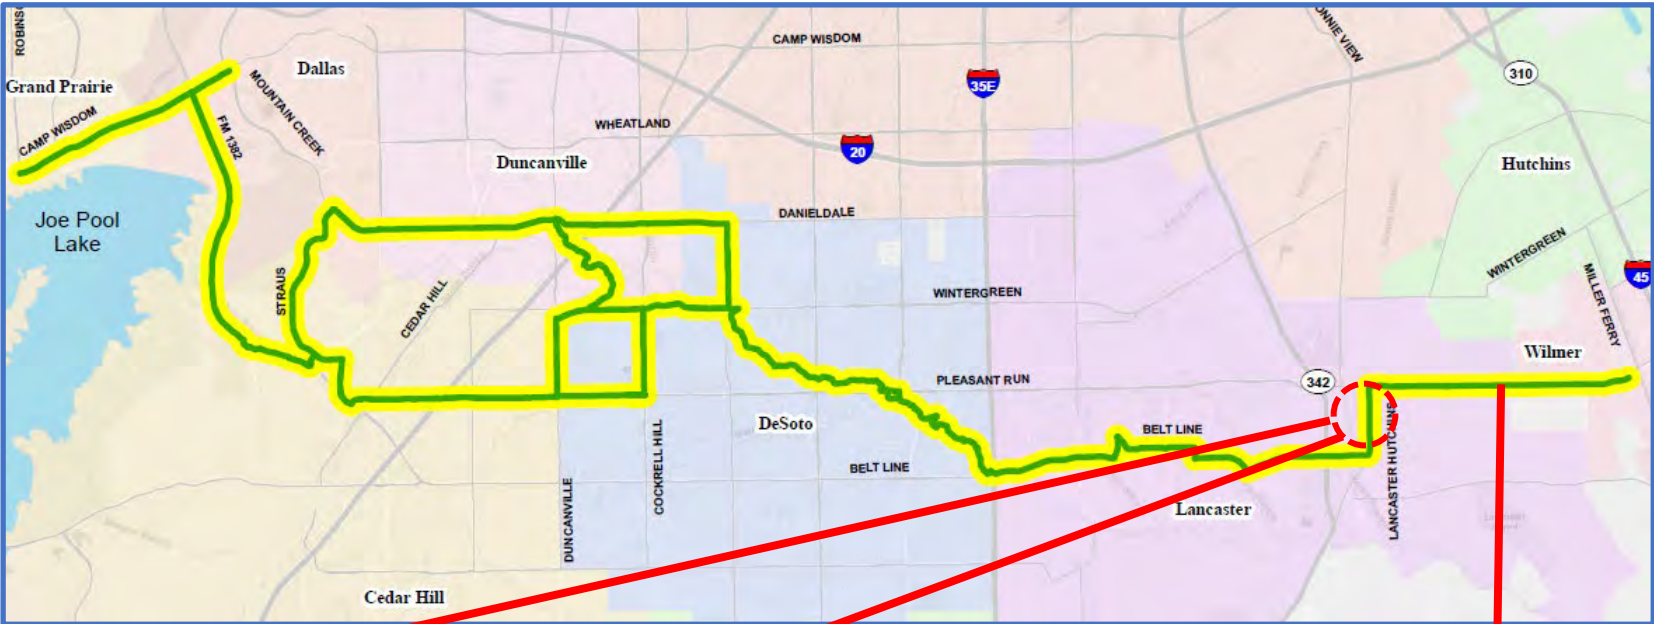 ROBINS
CAMP WISDOM
ONNIE VIEW
Dallas
310
Grand Prairie
MOUNTAIN CREEK
35E
CAMP WISDOM
FM 1382
WHEATLAND
20
Duncanville
Hutchins
Joe Pool
Lake
DANIELDALE
WINTERGREEN
MILLER FERRY
45
STRAUS
CEDAR HILL
WINTERGREEN
Wilmer
PLEASANT RUN
342
LANCASTER HUTCHINS
DeSoto
BELT LINE
BELT LINE
COCKRELL HILL
DUNCANVILLE
Lancaster
Cedar Hill